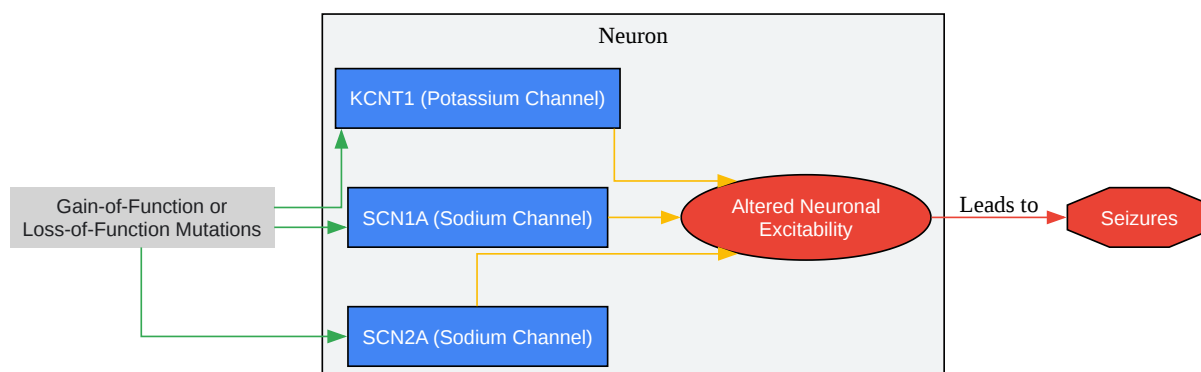 Neuron
KCNT1 (Potassium Channel)
Gain-of-Function or
Loss-of-Function Mutations
SCN1A (Sodium Channel)
Altered Neuronal
Excitability
Leads to
Seizures
SCN2A (Sodium Channel)